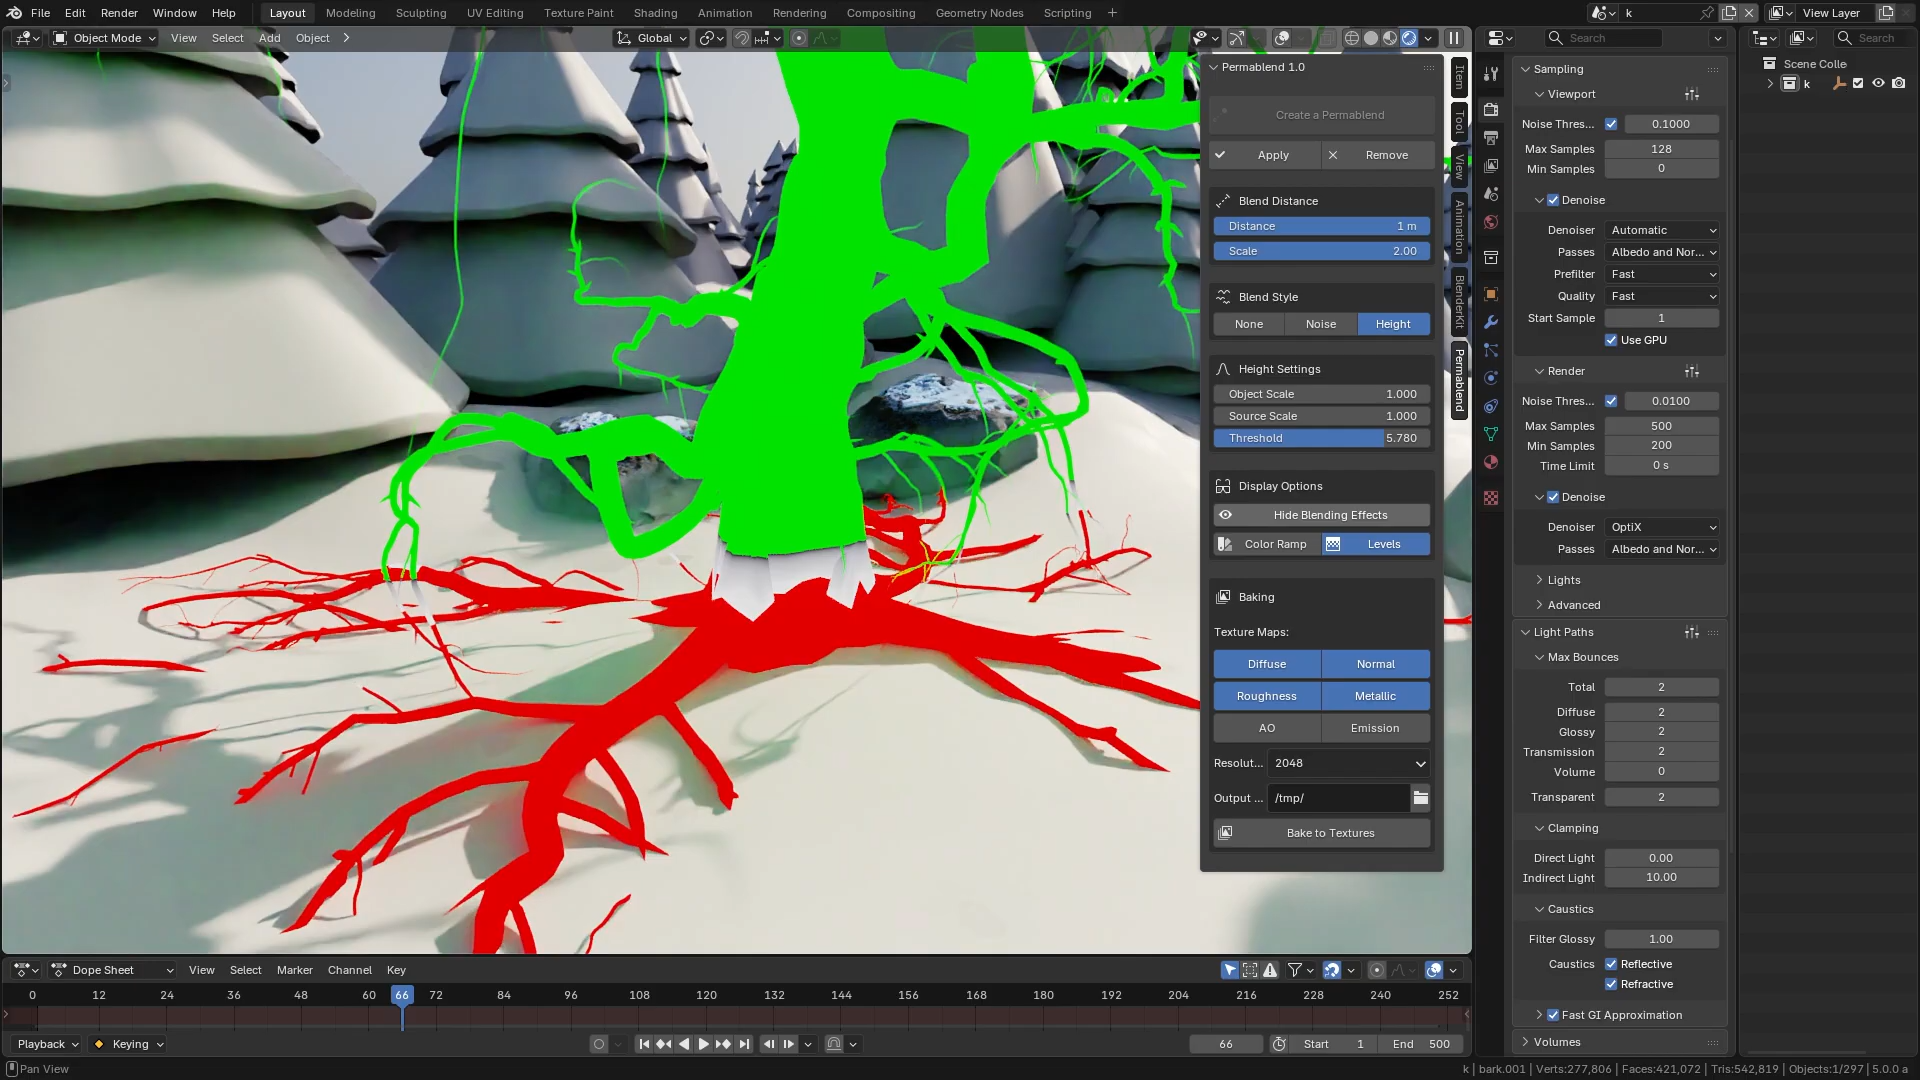 File Edit Render Window Help Layout Modeling Sculpting UV Editing Texture Paint Shading Animation Rendering Compositing Geometry Nodes Scripting + k View Layer
Object Mode View Select Add Object Global Search Search
Permablend 1.0
Create a Permablend
Apply Remove
Blend Distance
Distance 1 m
Scale 2.00
Blend Style
None Noise Height
Height Settings
Object Scale 1.000
Source Scale 1.000
Threshold 5.780
Display Options
Hide Blending Effects
Color Ramp Levels
Baking
Texture Maps:
Diffuse Normal
Roughness Metallic
AO Emission
Resolut... 2048
Output ... /tmp/
Bake to Textures
Item
Tool
View
Animation
BlenderKit
Permablend
Sampling
Viewport
Noise Thres... 0.1000
Max Samples 128
Min Samples 0
Denoise
Denoiser Automatic
Passes Albedo and Nor...
Prefilter Fast
Quality Fast
Start Sample 1
Use GPU
Render
Noise Thres... 0.0100
Max Samples 500
Min Samples 200
Time Limit 0 s
Denoise
Denoiser OptiX
Passes Albedo and Nor...
Lights
Advanced
Light Paths
Max Bounces
Total 2
Diffuse 2
Glossy 2
Transmission 2
Volume 0
Transparent 2
Clamping
Direct Light 0.00
Indirect Light 10.00
Caustics
Filter Glossy 1.00
Caustics Reflective
Refractive
Fast GI Approximation
Volumes
Scene Colle
k
Dope Sheet View Select Marker Channel Key
0 12 24 36 48 60 66 72 84 96 108 120 132 144 156 168 180 192 204 216 228 240 252
Playback Keying 66 Start 1 End 500
Pan View k | bark.001 | Verts:277,806 | Faces:421,072 | Tris:542,819 | Objects:1/297 | 5.0.0 a